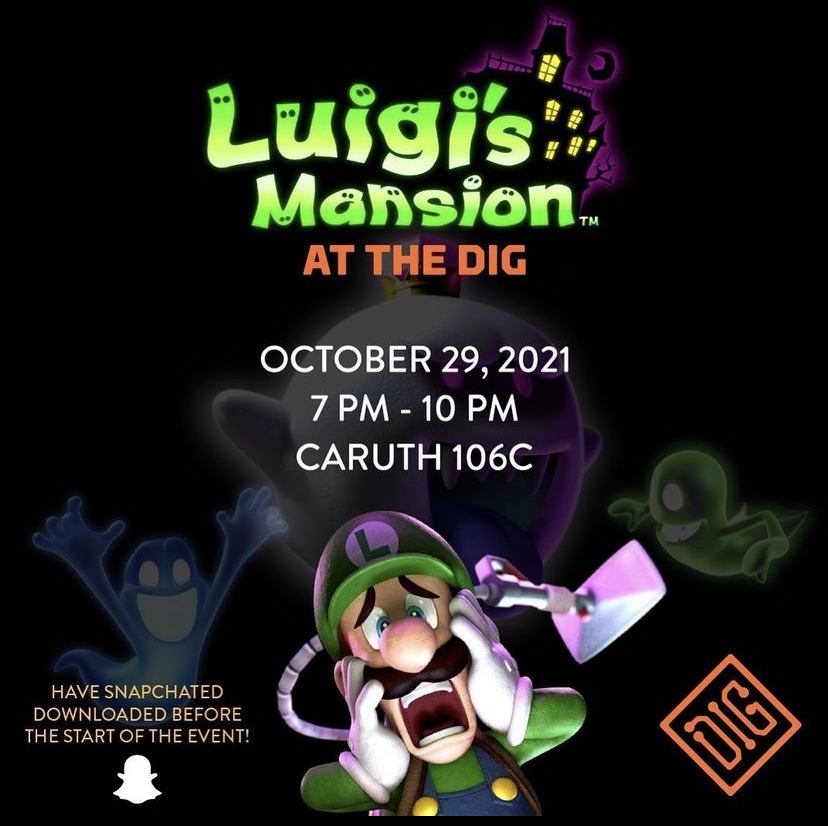 Luigi's
Mansion™
AT THE DIG
OCTOBER 29, 2021
7 PM - 10 PM
CARUTH 106C
L
HAVE SNAPCHATED
DOWNLOADED BEFORE
THE START OF THE EVENT!
DIG